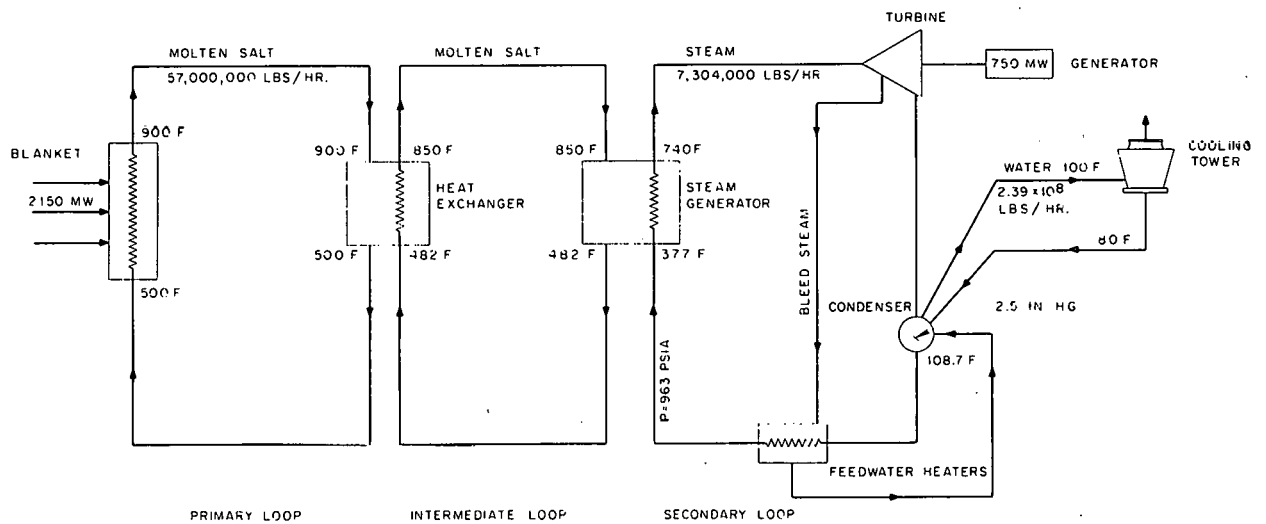 TURBINE
MOLTEN SALT
57,000,000 LBS/HR.
MOLTEN SALT
STEAM
7,304,000 LBS/HR
750 MW
GENERATOR
900 F
BLANKET
2150 MW
500 F
900 F
850 F
HEAT
EXCHANGER
500 F
482 F
850 F
740 F
STEAM
GENERATOR
482 F
377 F
BLEED STEAM
WATER 100 F
2.39 x 10⁸
LBS/HR.
COOLING
TOWER
80 F
CONDENSER
2.5 IN HG
108.7 F
P=963 PSIA
FEEDWATER HEATERS
PRIMARY LOOP
INTERMEDIATE LOOP
SECONDARY LOOP